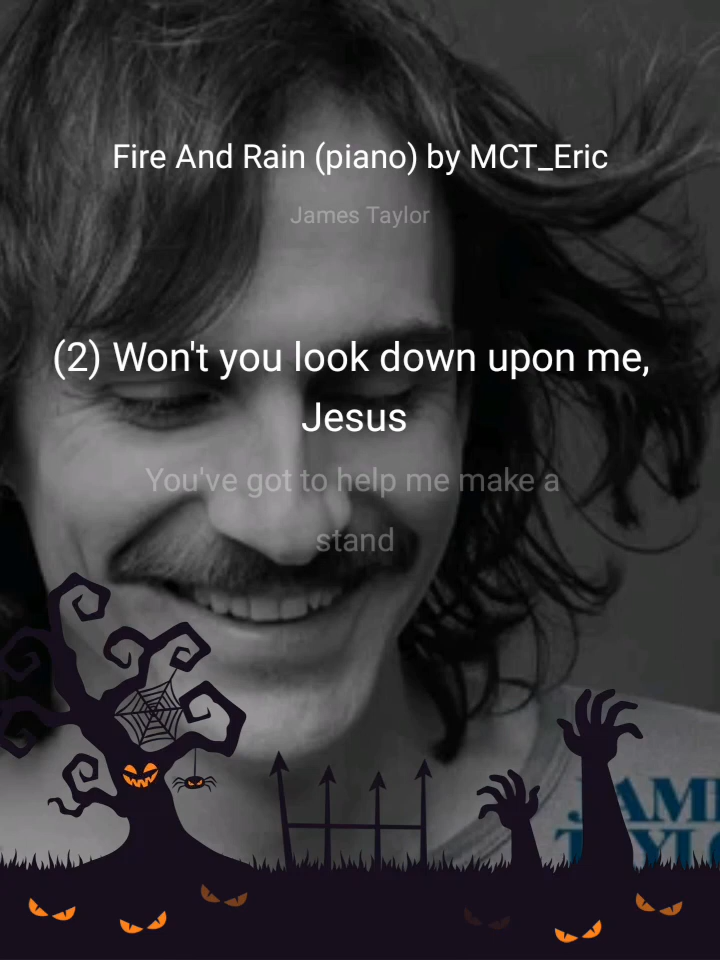 Fire And Rain (piano) by MCT_Eric
James Taylor
(2) Won't you look down upon me,
Jesus
You've got to help me make a
stand